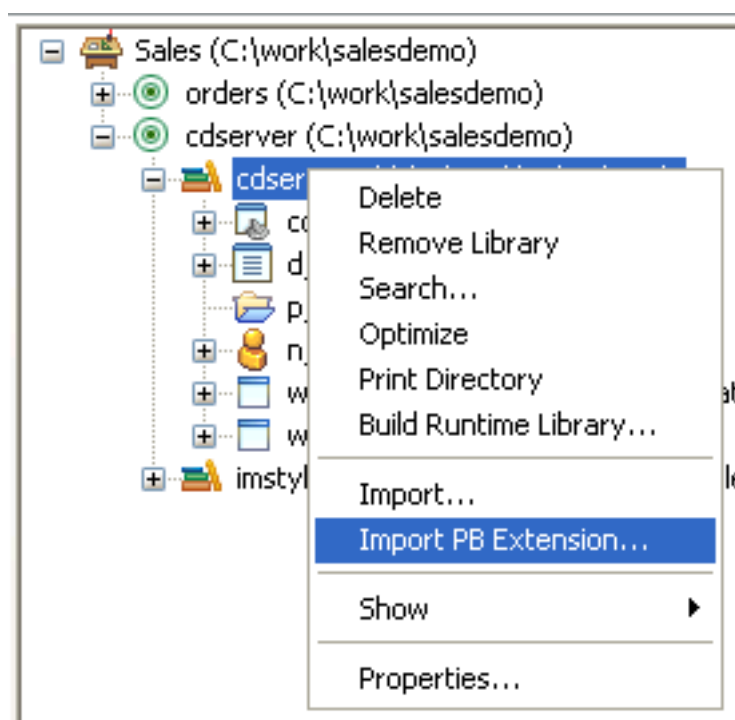 Sales (C:\work\salesdemo)
orders (C:\work\salesdemo)
cdserver (C:\work\salesdemo)
Delete
Remove Library
Search...
Optimize
Print Directory
Build Runtime Library...
Import...
Import PB Extension...
Show
Properties...